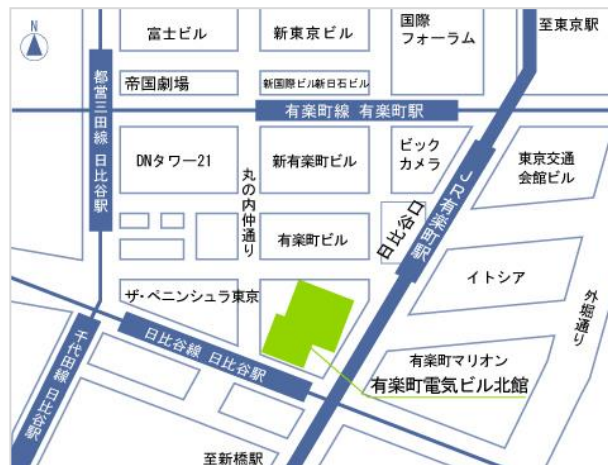 N
富士ビル
新東京ビル
国際
フォーラム
至東京駅
帝国劇場
新国際ビル新日石ビル
都営三田線 日比谷駅
有楽町線 有楽町駅
DNタワー21
新有楽町ビル
ビック
カメラ
東京交通
会館ビル
丸の内仲通り
JR有楽町駅
日比谷口
有楽町ビル
イトシア
ザ・ペニンシュラ東京
外堀通り
日比谷線 日比谷駅
千代田線 日比谷駅
有楽町マリオン
有楽町電気ビル北館
至新橋駅